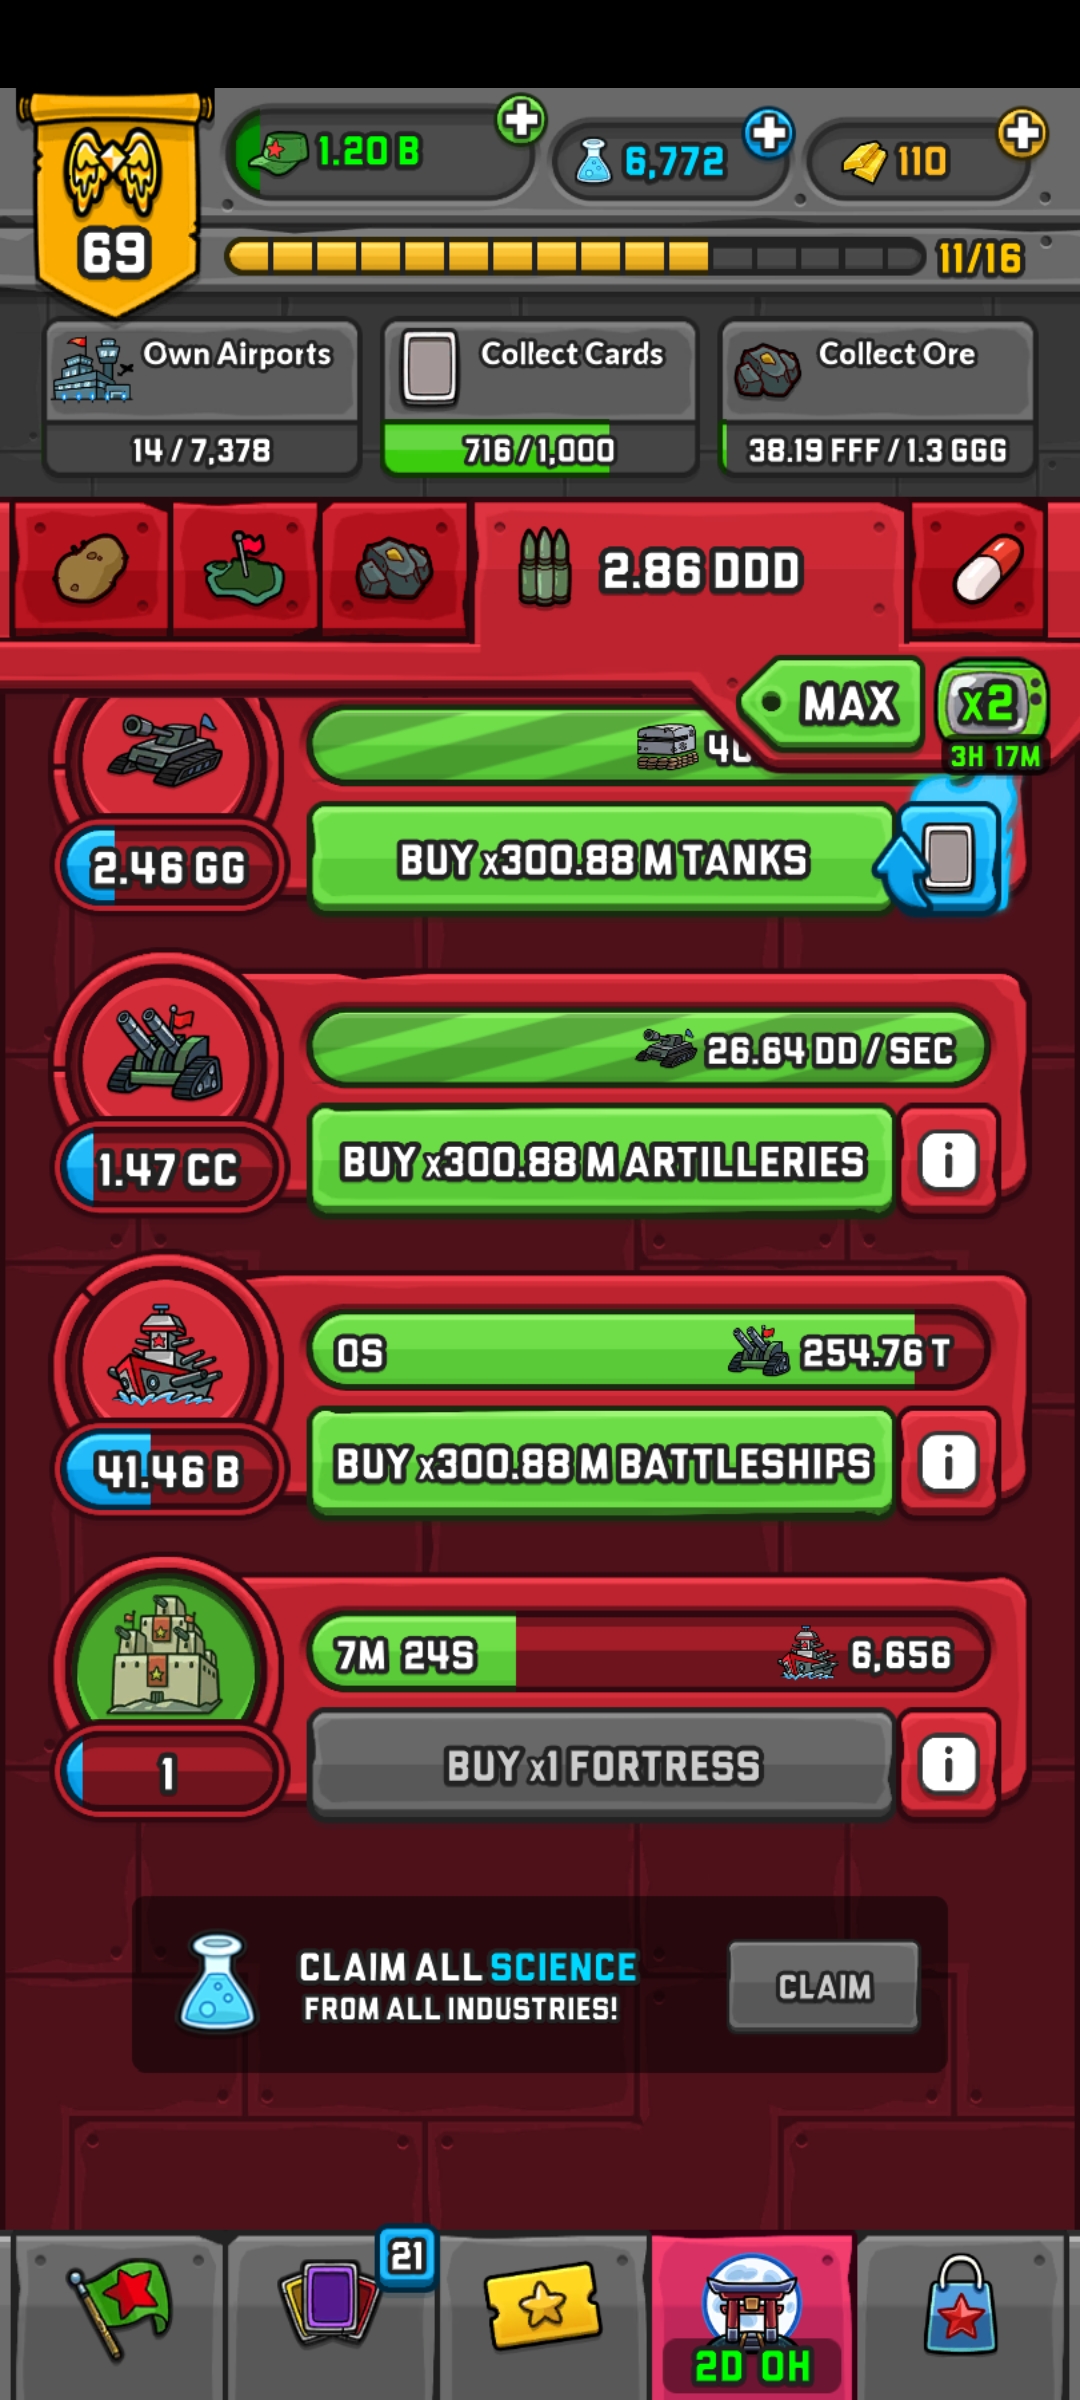 69
1.20 B
6,772
110
11/16
Own Airports
14 / 7,378
Collect Cards
716 / 1,000
Collect Ore
38.19 FFF / 1.3 GGG
2.86 DDD
MAX
x2
3H 17M
2.46 GG
BUY x300.88 M TANKS
26.64 DD / SEC
1.47 CC
BUY x300.88 M ARTILLERIES
0S
254.76 T
41.46 B
BUY x300.88 M BATTLESHIPS
7M 24S
6,656
1
BUY x1 FORTRESS
CLAIM ALL SCIENCE
FROM ALL INDUSTRIES!
CLAIM
21
2D 0H